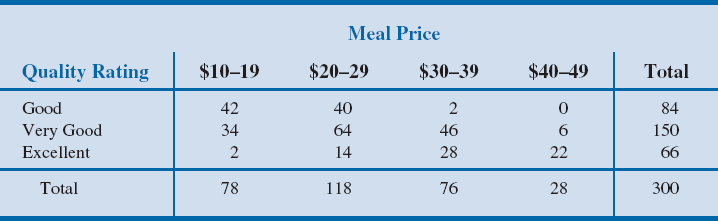 Meal Price
Quality Rating $10–19 $20–29 $30–39 $40–49 Total
Good 42 40 2 0 84
Very Good 34 64 46 6 150
Excellent 2 14 28 22 66
Total 78 118 76 28 300